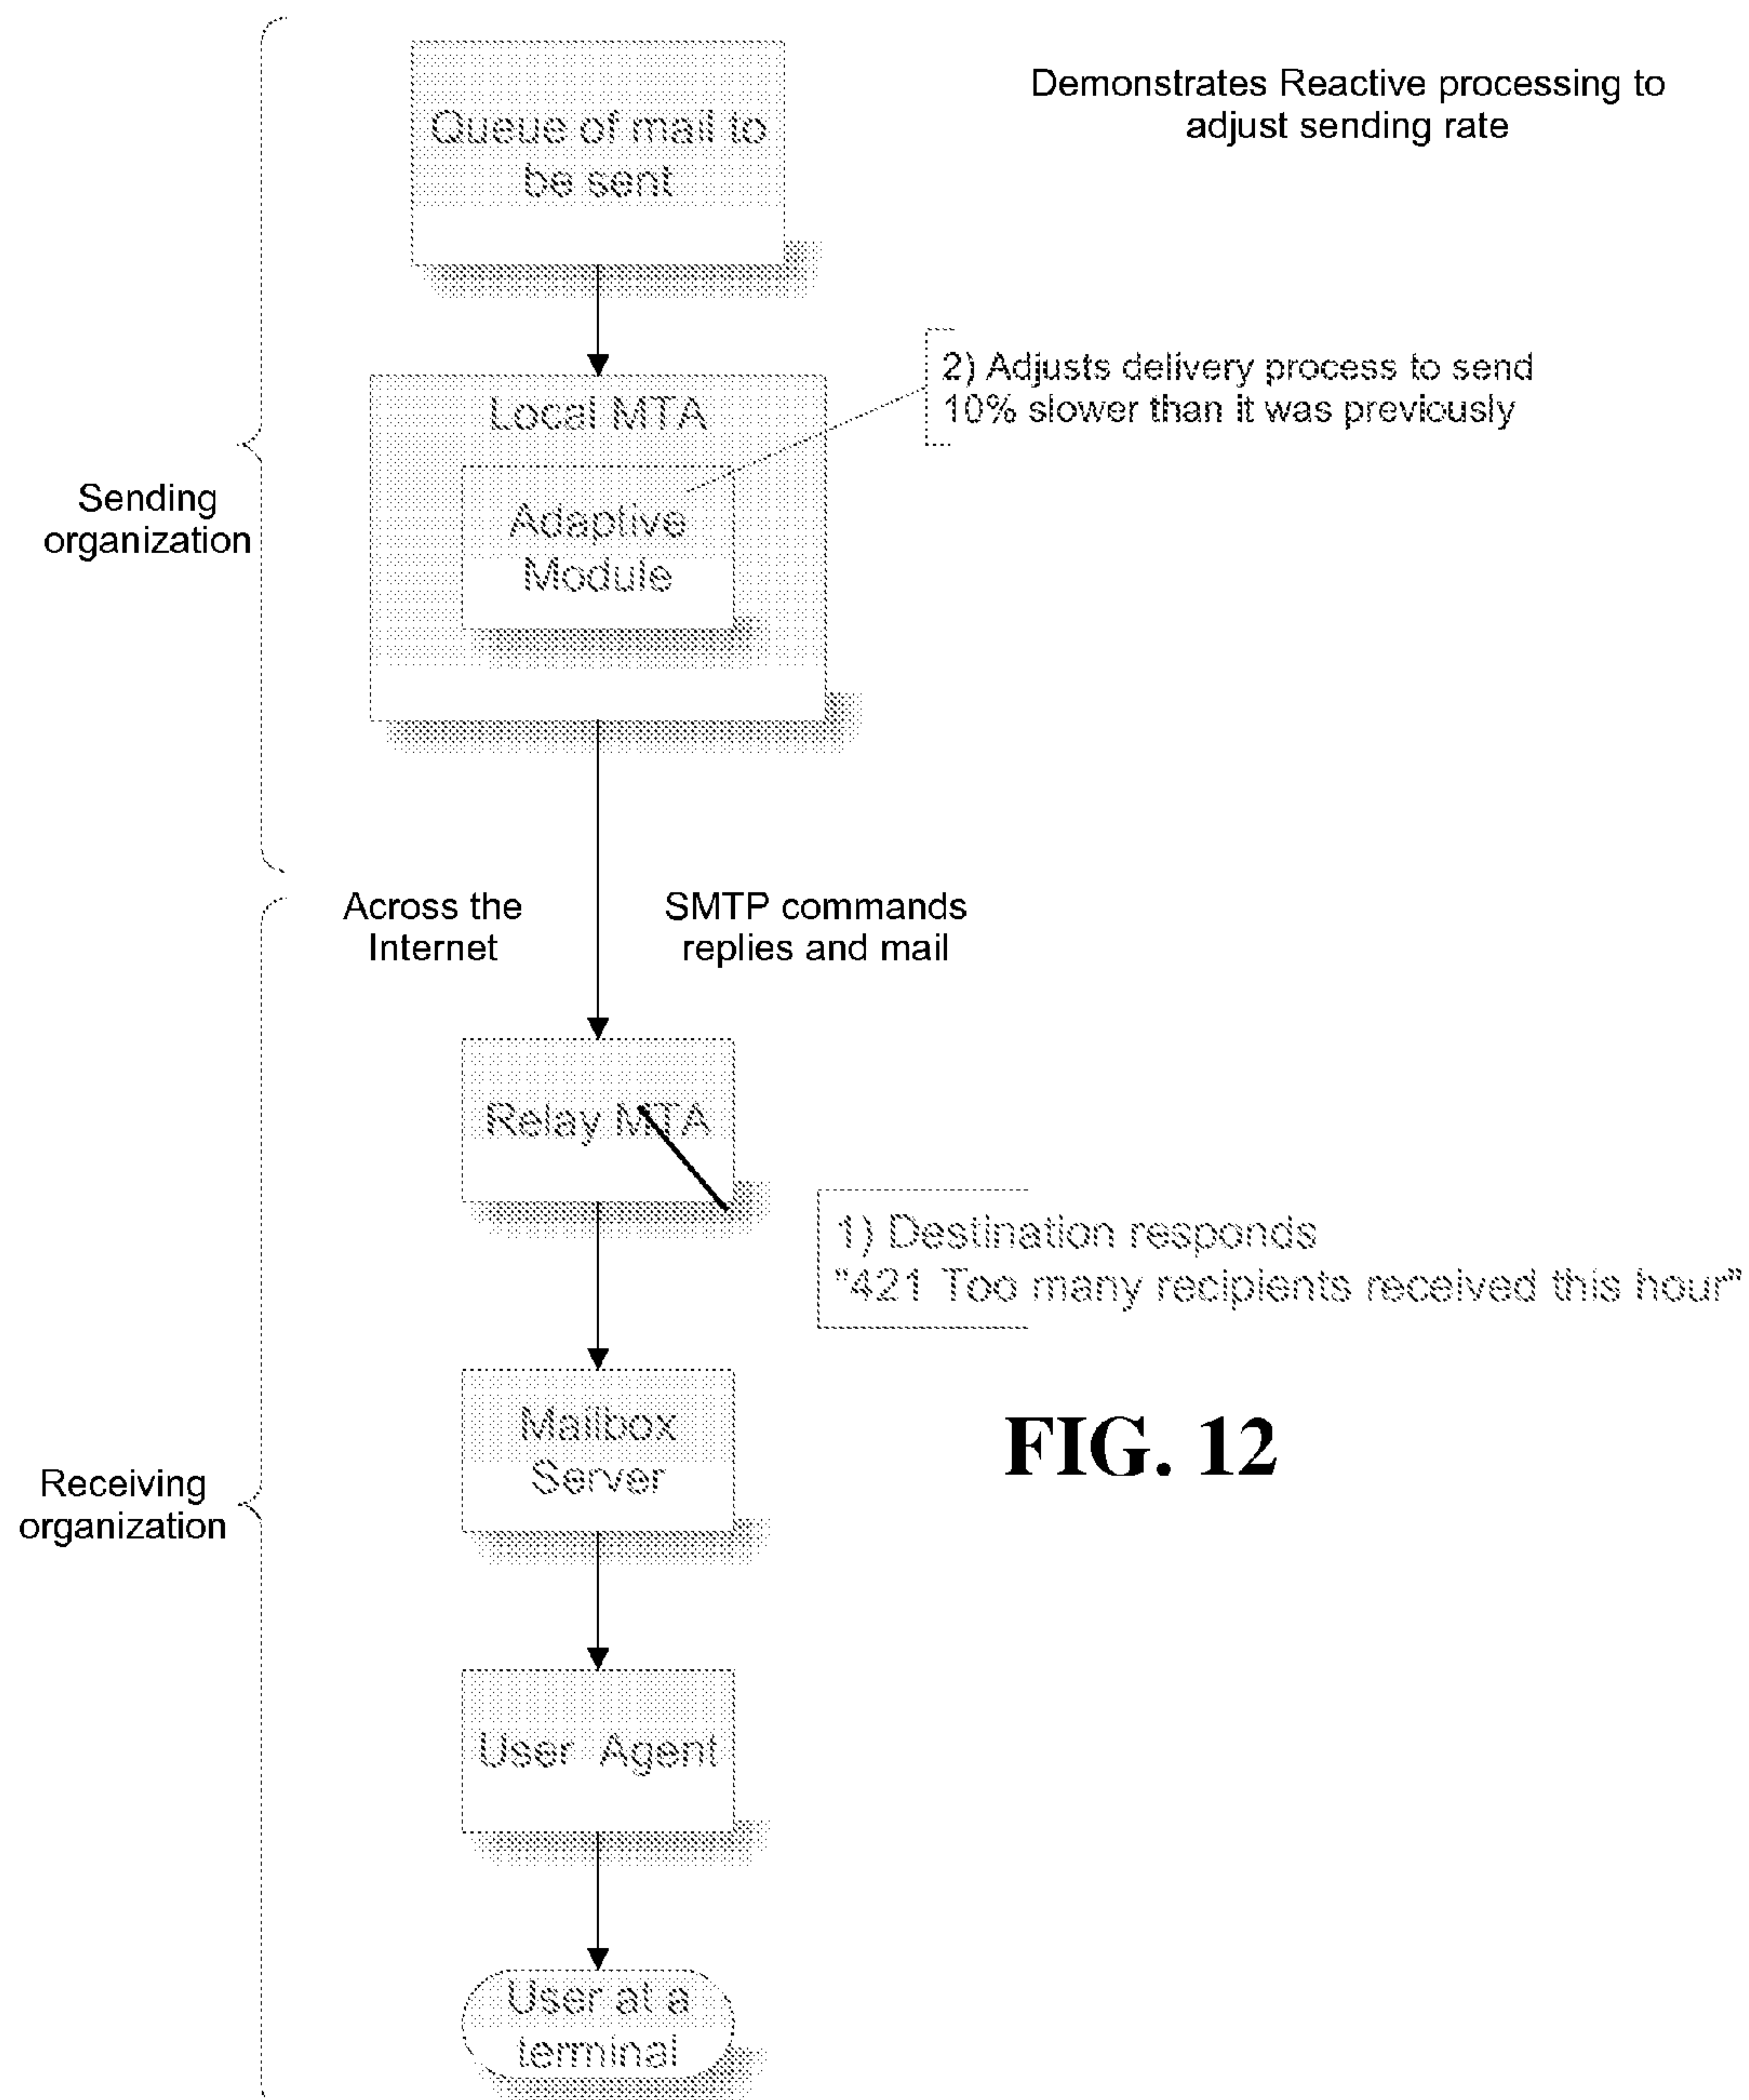 Demonstrates Reactive processing to
adjust sending rate
Queue of mail to
be sent
2) Adjusts delivery process to send
10% slower than it was previously
Local MTA
Adaptive
Module
Sending
organization
Across the
Internet
SMTP commands
replies and mail
Relay MTA
1) Destination responds
"421 Too many recipients received this hour"
Mailbox
Server
FIG. 12
Receiving
organization
User Agent
User at a
terminal